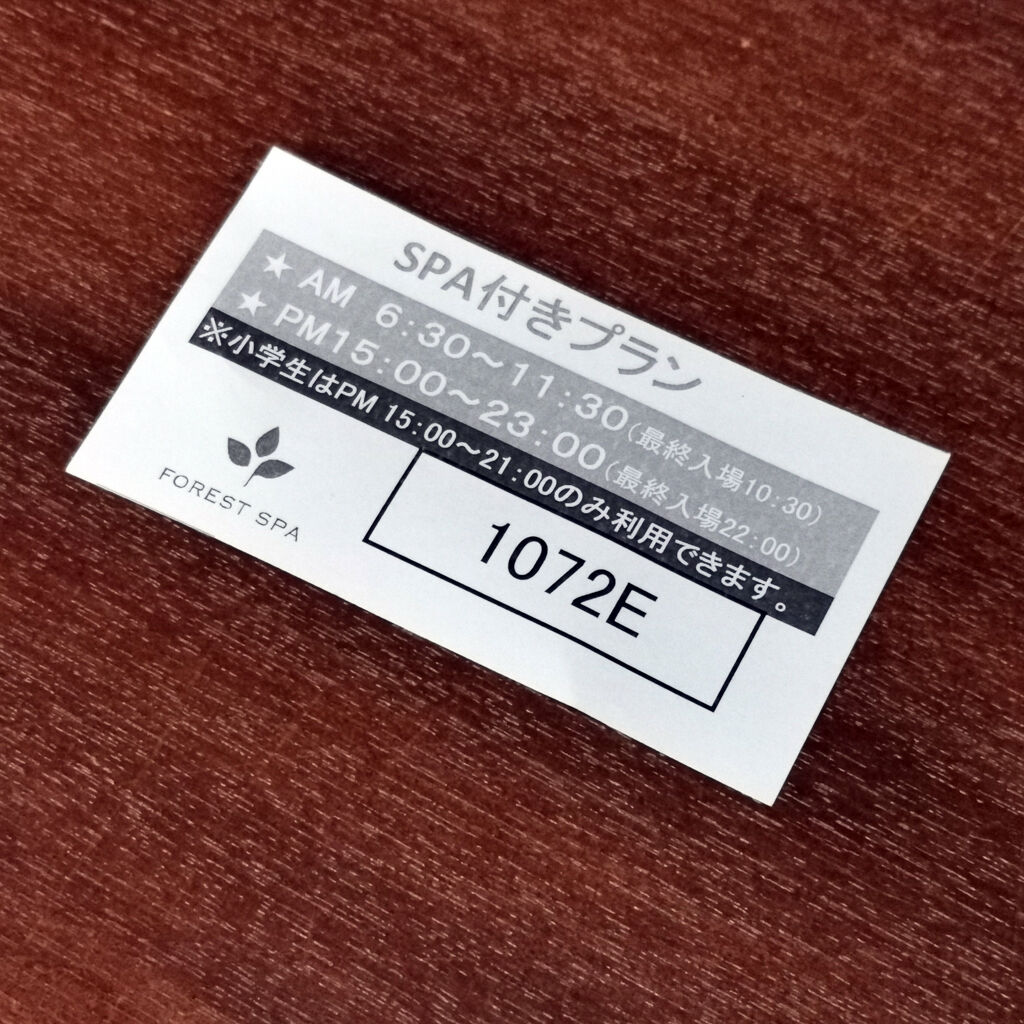 SPA付きプラン
★ AM 6:30～11:30(最終入場10:30)
★ PM15:00～23:00(最終入場22:00)
※小学生はPM 15:00～21:00のみ利用できます。
FOREST SPA
1072E